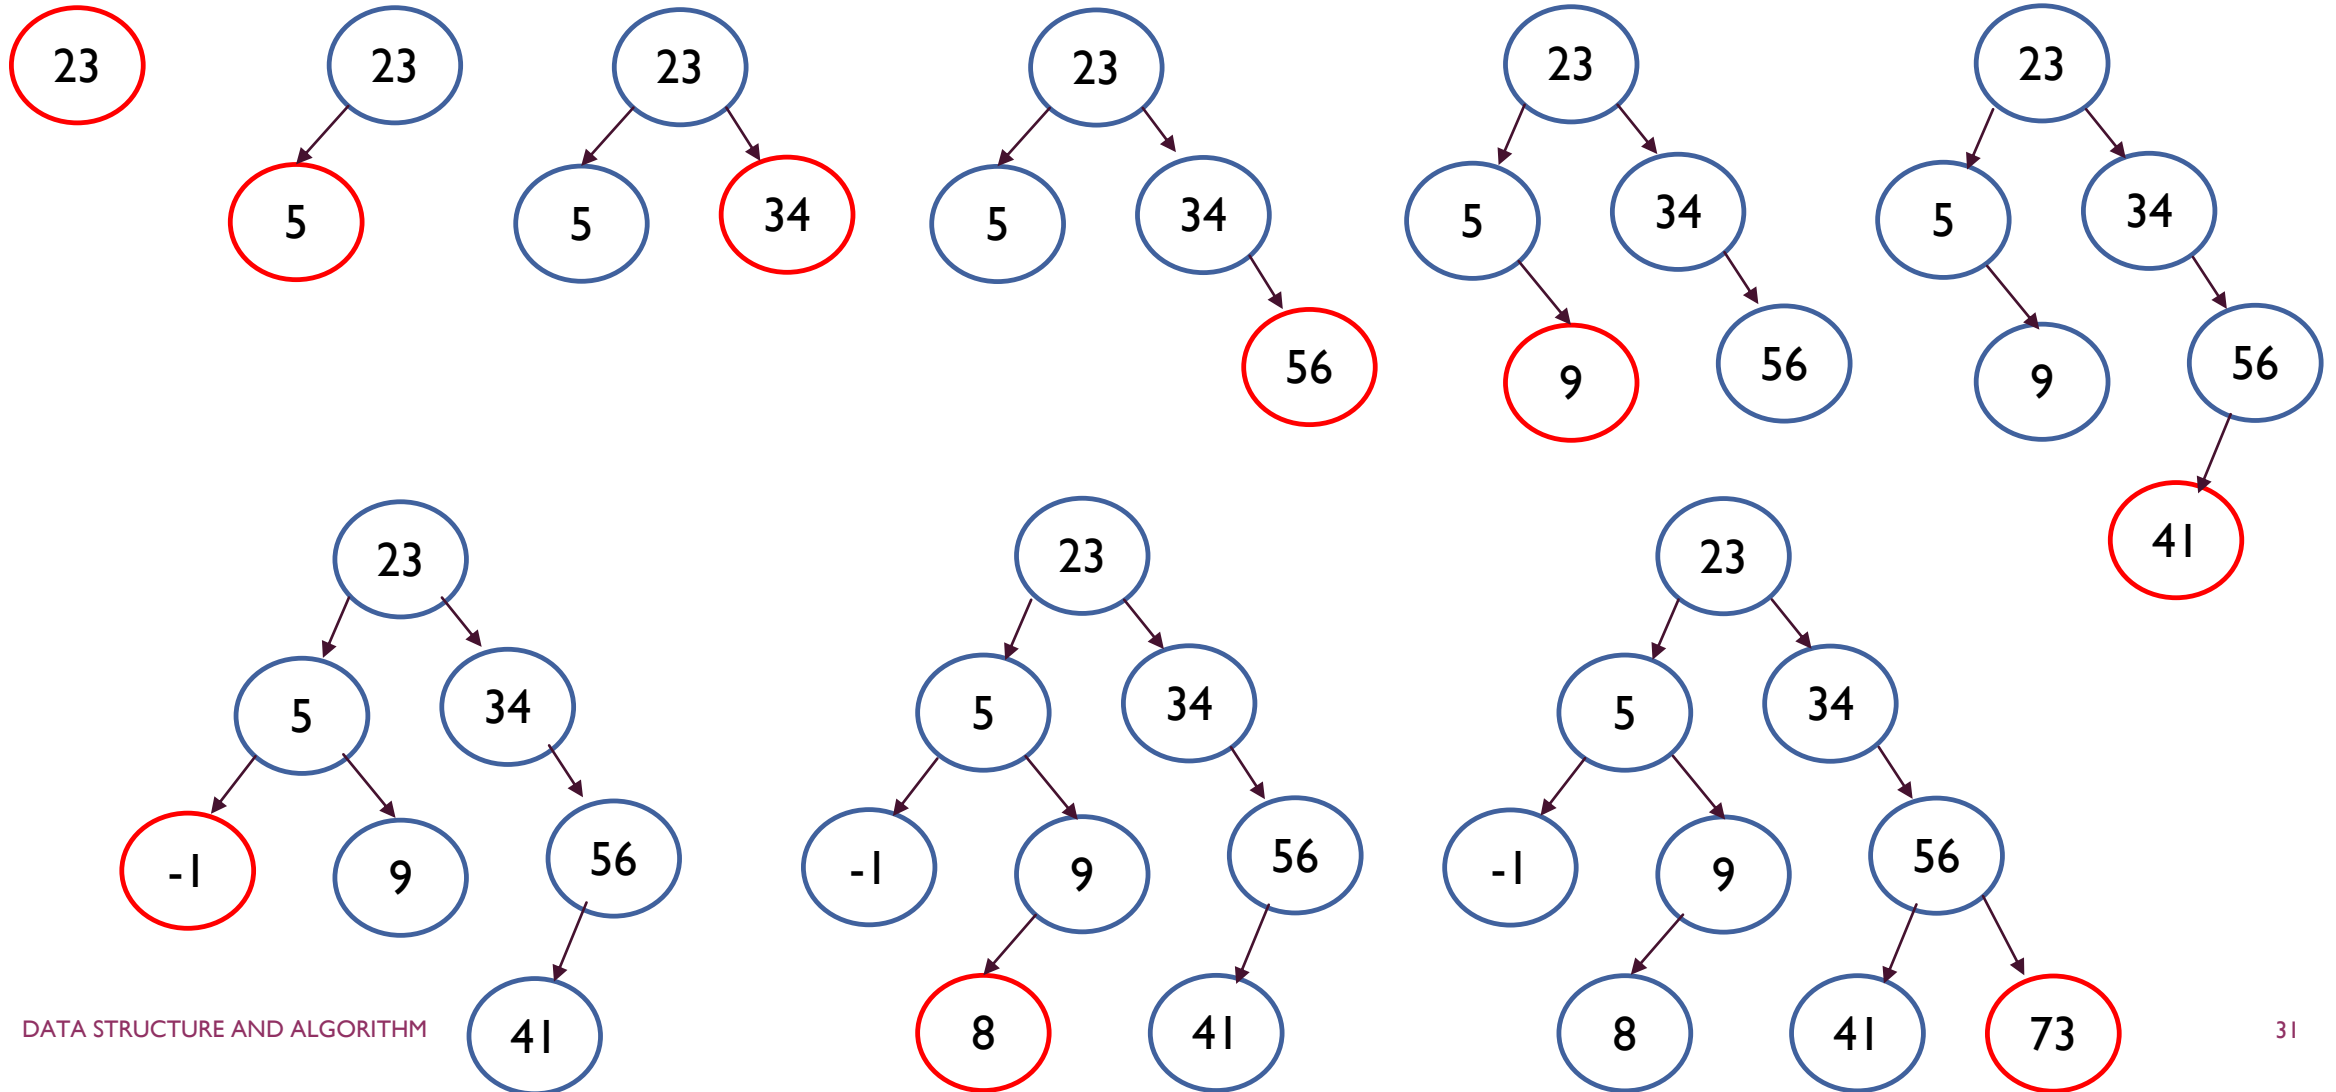 23 23 23 23 23 23
5 5 34 5 34 5 34 5 34
56 9 56 9 56
41
23 23 23
5 34 5 34 5 34
-1 9 56 -1 9 56 -1 9 56
41 8 41 8 41 73
DATA STRUCTURE AND ALGORITHM 31